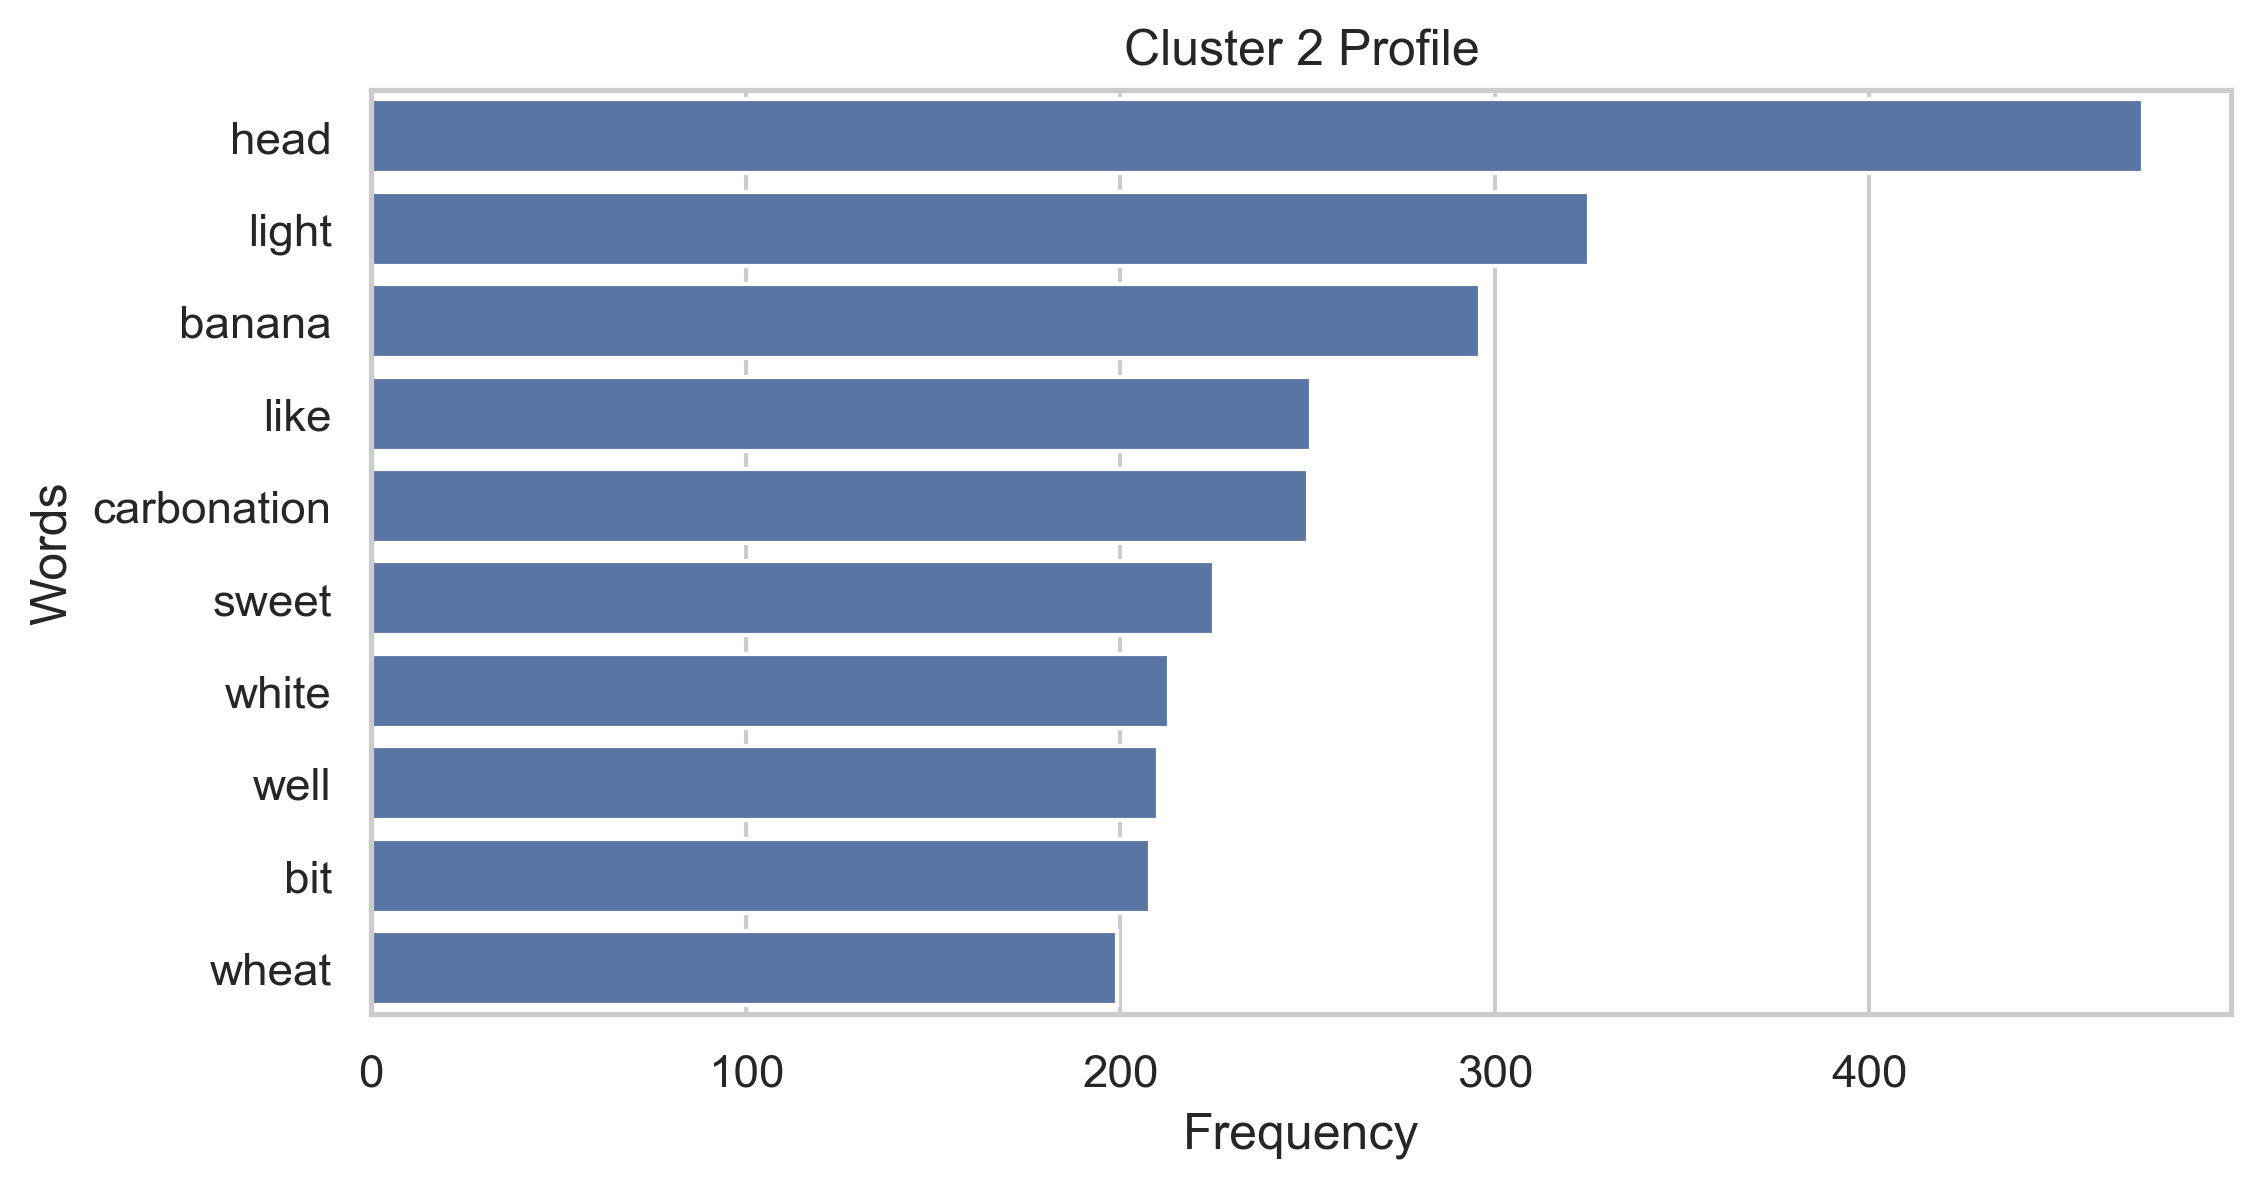 Cluster 2 Profile
head
light
banana
like
carbonation
sweet
white
well
bit
wheat
Words
0 100 200 300 400
Frequency